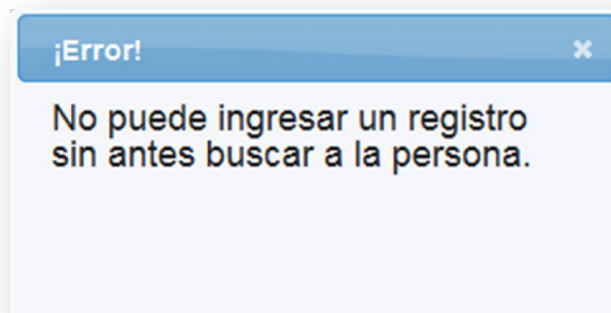 ¡Error!
No puede ingresar un registro
sin antes buscar a la persona.